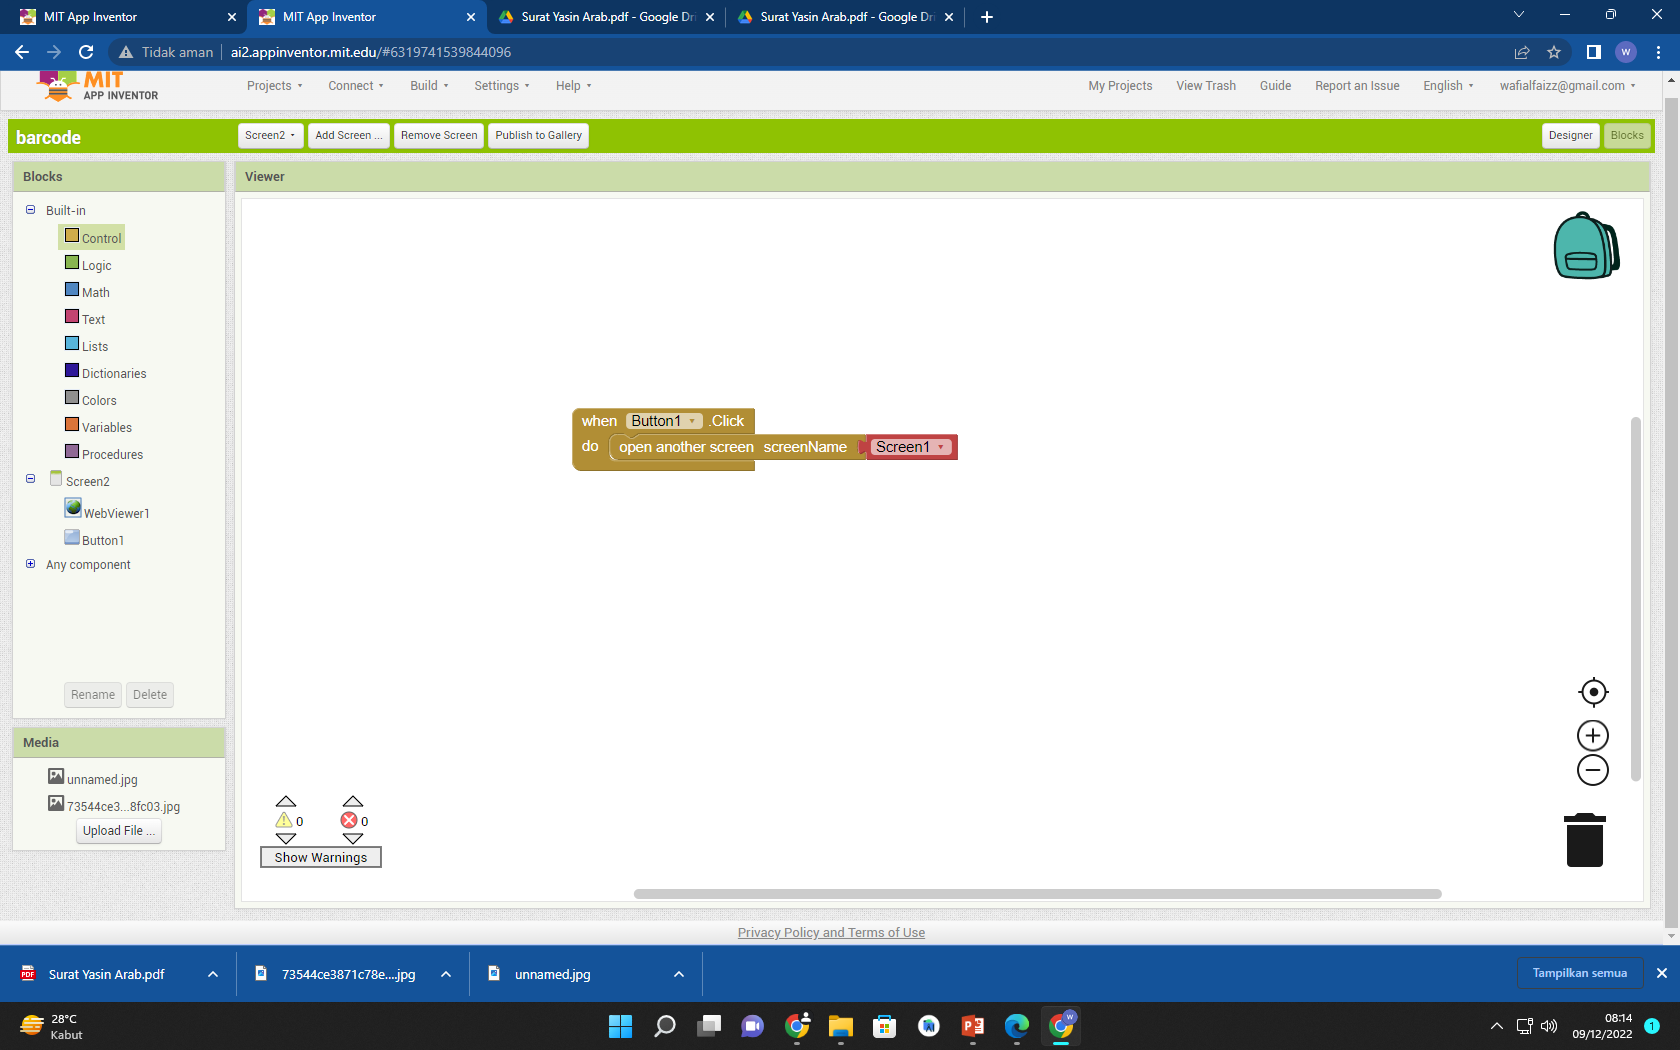 MIT App Inventor
MIT App Inventor
Surat Yasin Arab.pdf - Google Dri
Surat Yasin Arab.pdf - Google Dri
Tidak aman
ai2.appinventor.mit.edu/#6319741539844096
W
MIT
APP INVENTOR
Projects
Connect
Build
Settings
Help
My Projects
View Trash
Guide
Report an Issue
English
wafialfaizz@gmail.com
barcode
Screen2
Add Screen ...
Remove Screen
Publish to Gallery
Designer
Blocks
Blocks
Viewer
Built-in
Control
Logic
Math
Text
Lists
Dictionaries
Colors
Variables
Procedures
Screen2
WebViewer1
Button1
Any component
Rename
Delete
when Button1 .Click
do open another screen screenName Screen1
Media
unnamed.jpg
73544ce3...8fc03.jpg
Upload File ...
0
0
Show Warnings
Privacy Policy and Terms of Use
PDF
Surat Yasin Arab.pdf
73544ce3871c78e....jpg
unnamed.jpg
Tampilkan semua
28°C
Kabut
W
08:14
09/12/2022
1